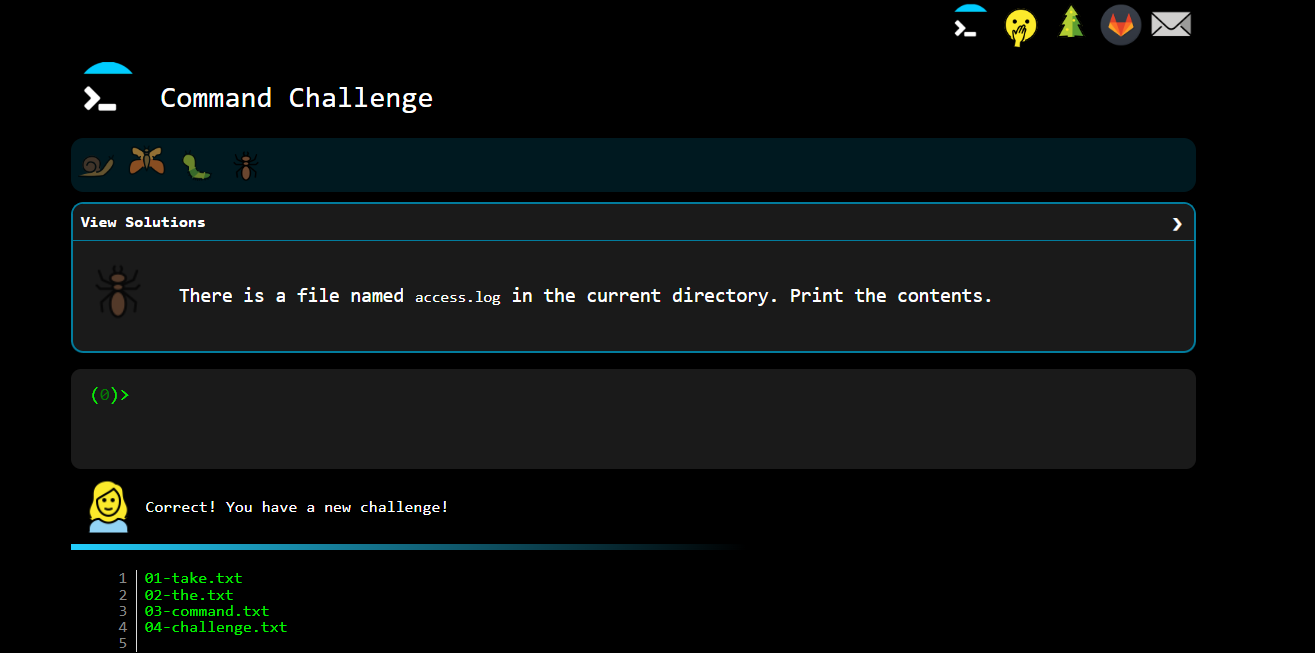 Command Challenge
View Solutions
There is a file named access.log in the current directory. Print the contents.
(0)>
Correct! You have a new challenge!
1 01-take.txt
2 02-the.txt
3 03-command.txt
4 04-challenge.txt
5